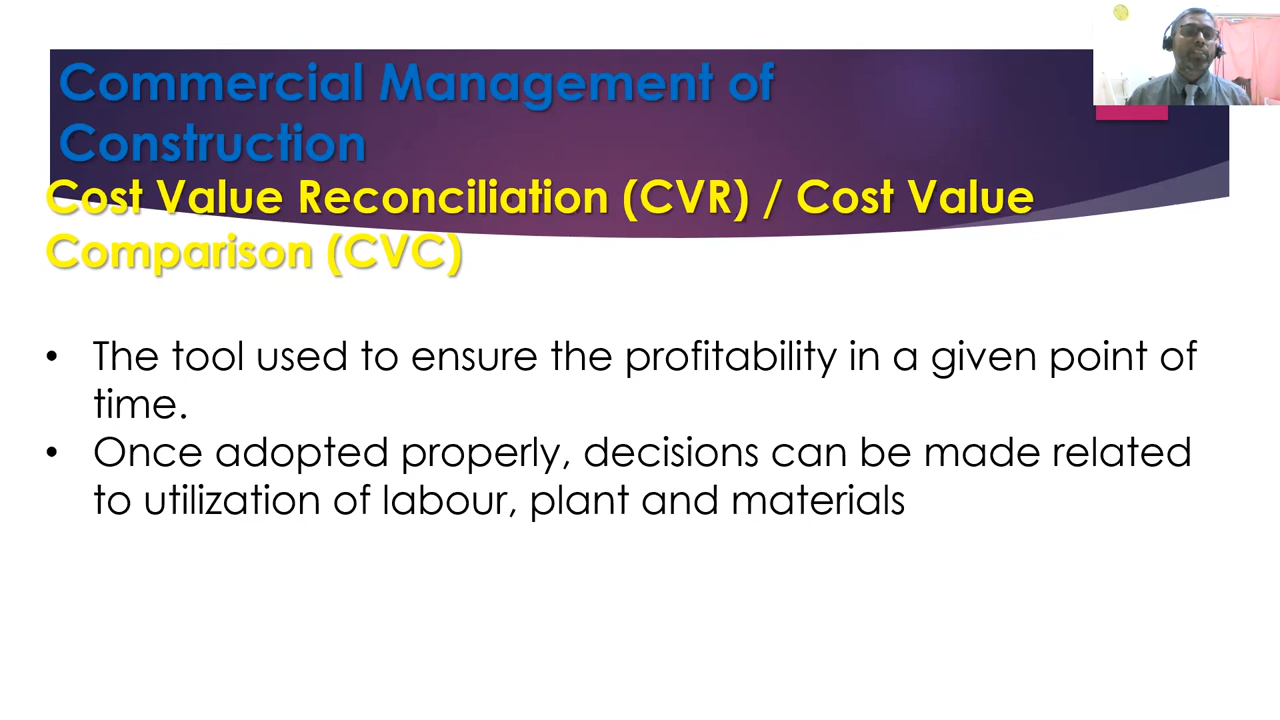 Commercial Management of
Construction
Cost Value Reconciliation (CVR) / Cost Value
Comparison (CVC)
• The tool used to ensure the profitability in a given point of
time.
• Once adopted properly, decisions can be made related
to utilization of labour, plant and materials